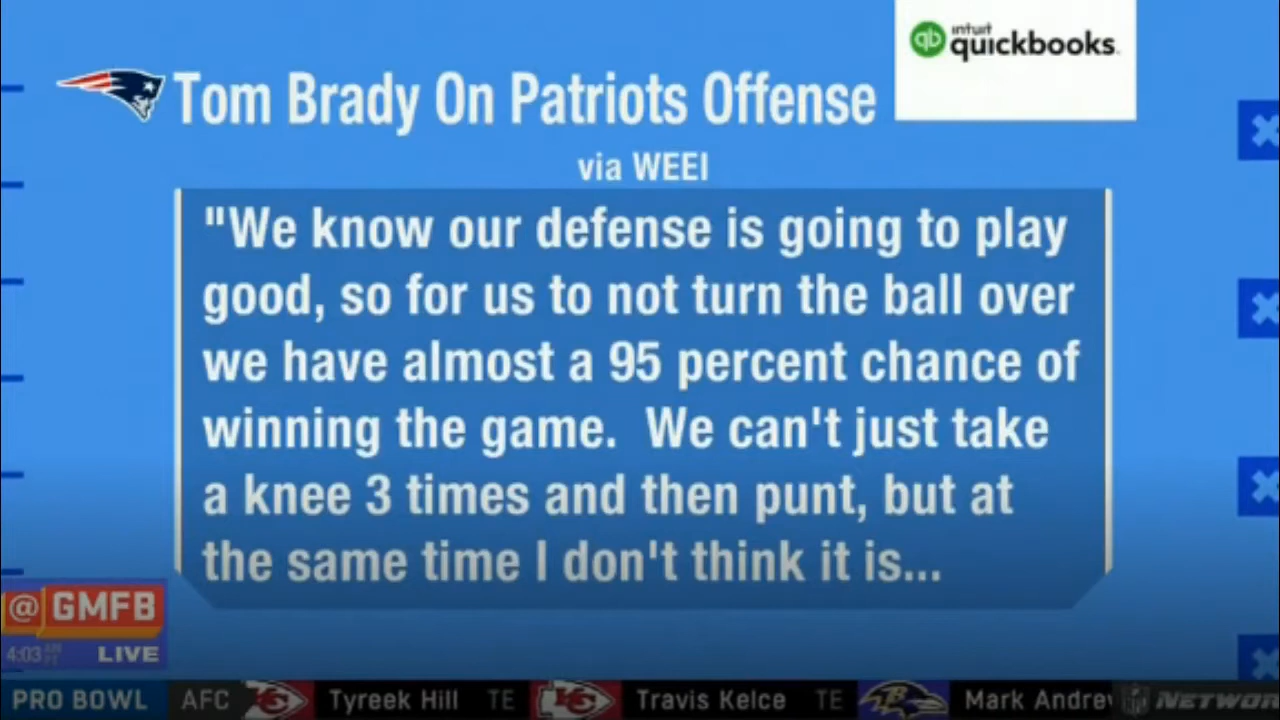 intuit
quickbooks
Tom Brady On Patriots Offense
via WEEI
"We know our defense is going to play
good, so for us to not turn the ball over
we have almost a 95 percent chance of
winning the game. We can't just take
a knee 3 times and then punt, but at
the same time I don't think it is...
@GMFB
4:03 LIVE
PRO BOWL AFC Tyreek Hill TE Travis Kelce TE Mark Andrew